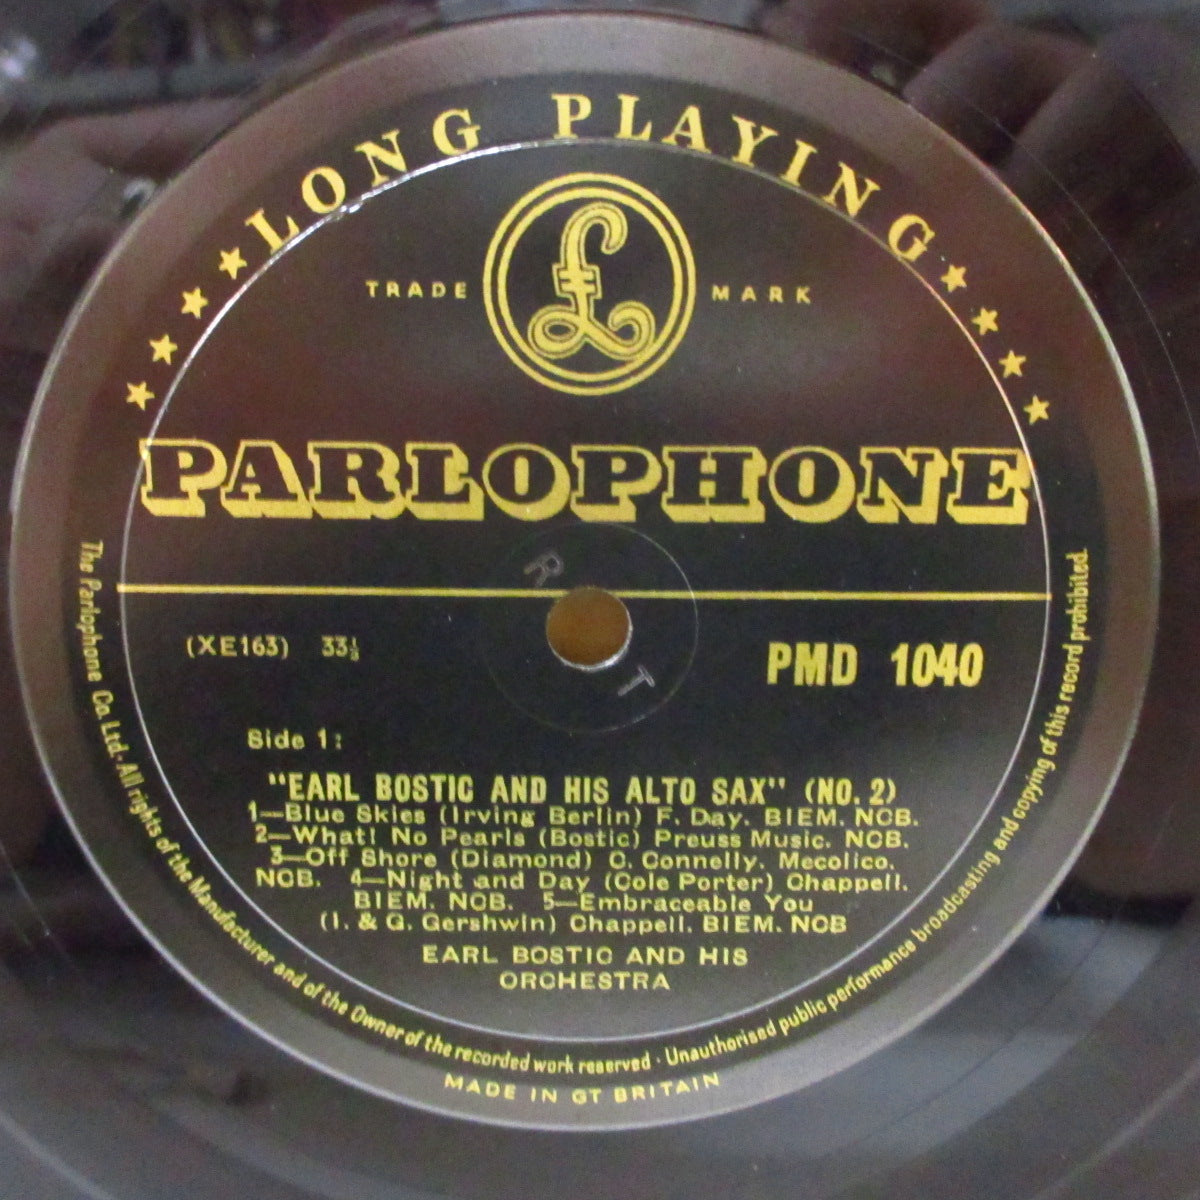 LONG PLAYING
TRADE £ MARK
PARLOPHONE
R
T
(XE163) 33⅓
PMD 1040
Side 1:
"EARL BOSTIC AND HIS ALTO SAX" (NO. 2)
1—Blue Skies (Irving Berlin) F. Day. BIEM. NCB.
2—What! No Pearls (Bostic) Preuss Music. NCB.
3—Off Shore (Diamond) C. Connelly. Mecolico.
NCB. 4—Night and Day (Cole Porter) Chappell.
BIEM. NCB. 5—Embraceable You
(I. & G. Gershwin) Chappell. BIEM. NCB
EARL BOSTIC AND HIS
ORCHESTRA
The Parlophone Co. Ltd · All rights of the Manufacturer and of the Owner of the recorded work reserved · Unauthorised public performance broadcasting and copying of this record prohibited.
MADE IN GT BRITAIN